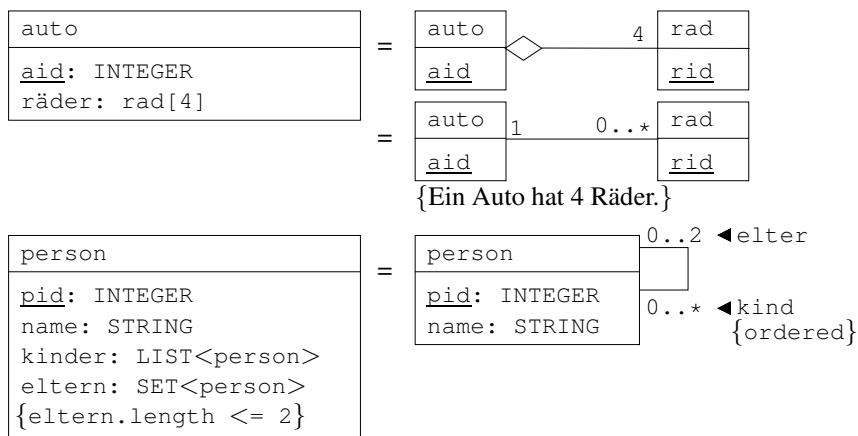 auto
aid: INTEGER
räder: rad[4]
=
auto
aid
4
rad
rid
=
auto
aid
1
0..*
rad
rid
{Ein Auto hat 4 Räder.}
person
pid: INTEGER
name: STRING
kinder: LIST<person>
eltern: SET<person>
{eltern.length <= 2}
=
person
pid: INTEGER
name: STRING
0..2 ◄elter
0..* ◄kind
{ordered}